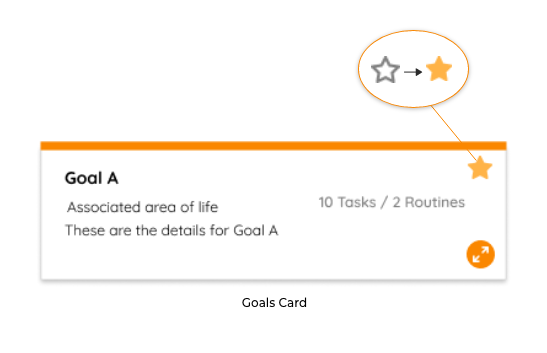 Goal A
Associated area of life
10 Tasks / 2 Routines
These are the details for Goal A
Goals Card